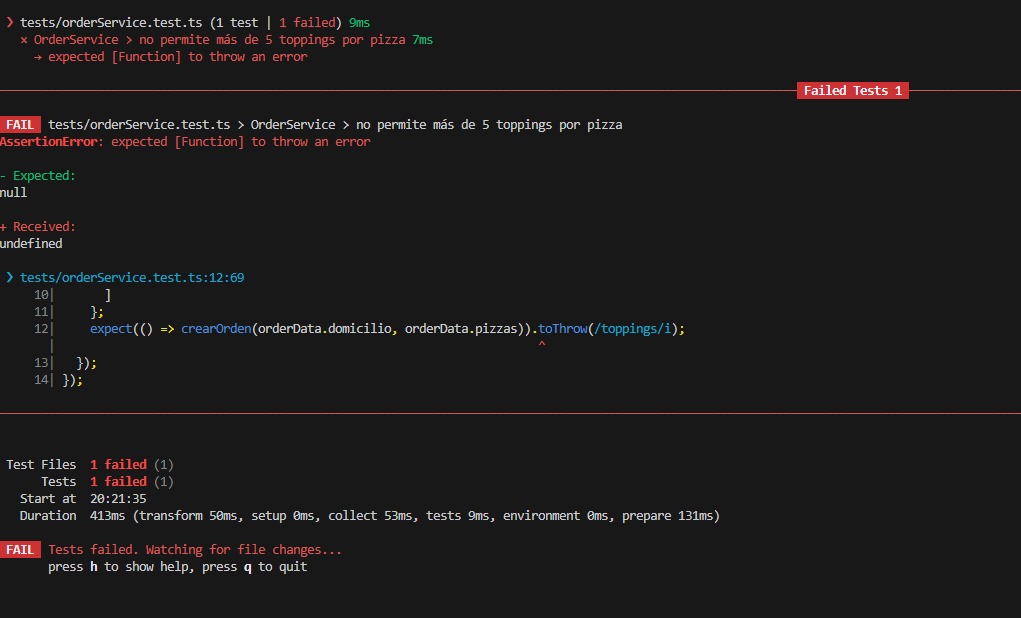 ❯ tests/orderService.test.ts (1 test | 1 failed) 9ms
× OrderService > no permite más de 5 toppings por pizza 7ms
→ expected [Function] to throw an error
Failed Tests 1
FAIL tests/orderService.test.ts > OrderService > no permite más de 5 toppings por pizza
AssertionError: expected [Function] to throw an error
- Expected:
null
+ Received:
undefined
❯ tests/orderService.test.ts:12:69
10| ]
11| };
12| expect(() => crearOrden(orderData.domicilio, orderData.pizzas)).toThrow(/toppings/i);
| ^
13| });
14| });
Test Files 1 failed (1)
Tests 1 failed (1)
Start at 20:21:35
Duration 413ms (transform 50ms, setup 0ms, collect 53ms, tests 9ms, environment 0ms, prepare 131ms)
FAIL Tests failed. Watching for file changes...
press h to show help, press q to quit